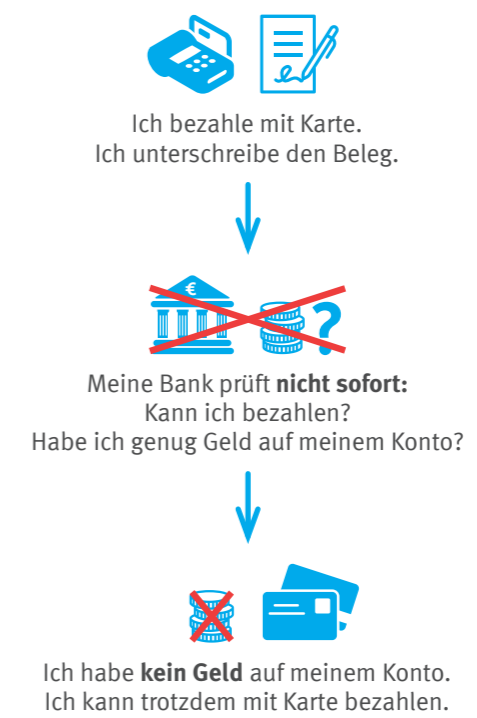 Ich bezahle mit Karte.
Ich unterschreibe den Beleg.
€
?
Meine Bank prüft nicht sofort:
Kann ich bezahlen?
Habe ich genug Geld auf meinem Konto?
Ich habe kein Geld auf meinem Konto.
Ich kann trotzdem mit Karte bezahlen.